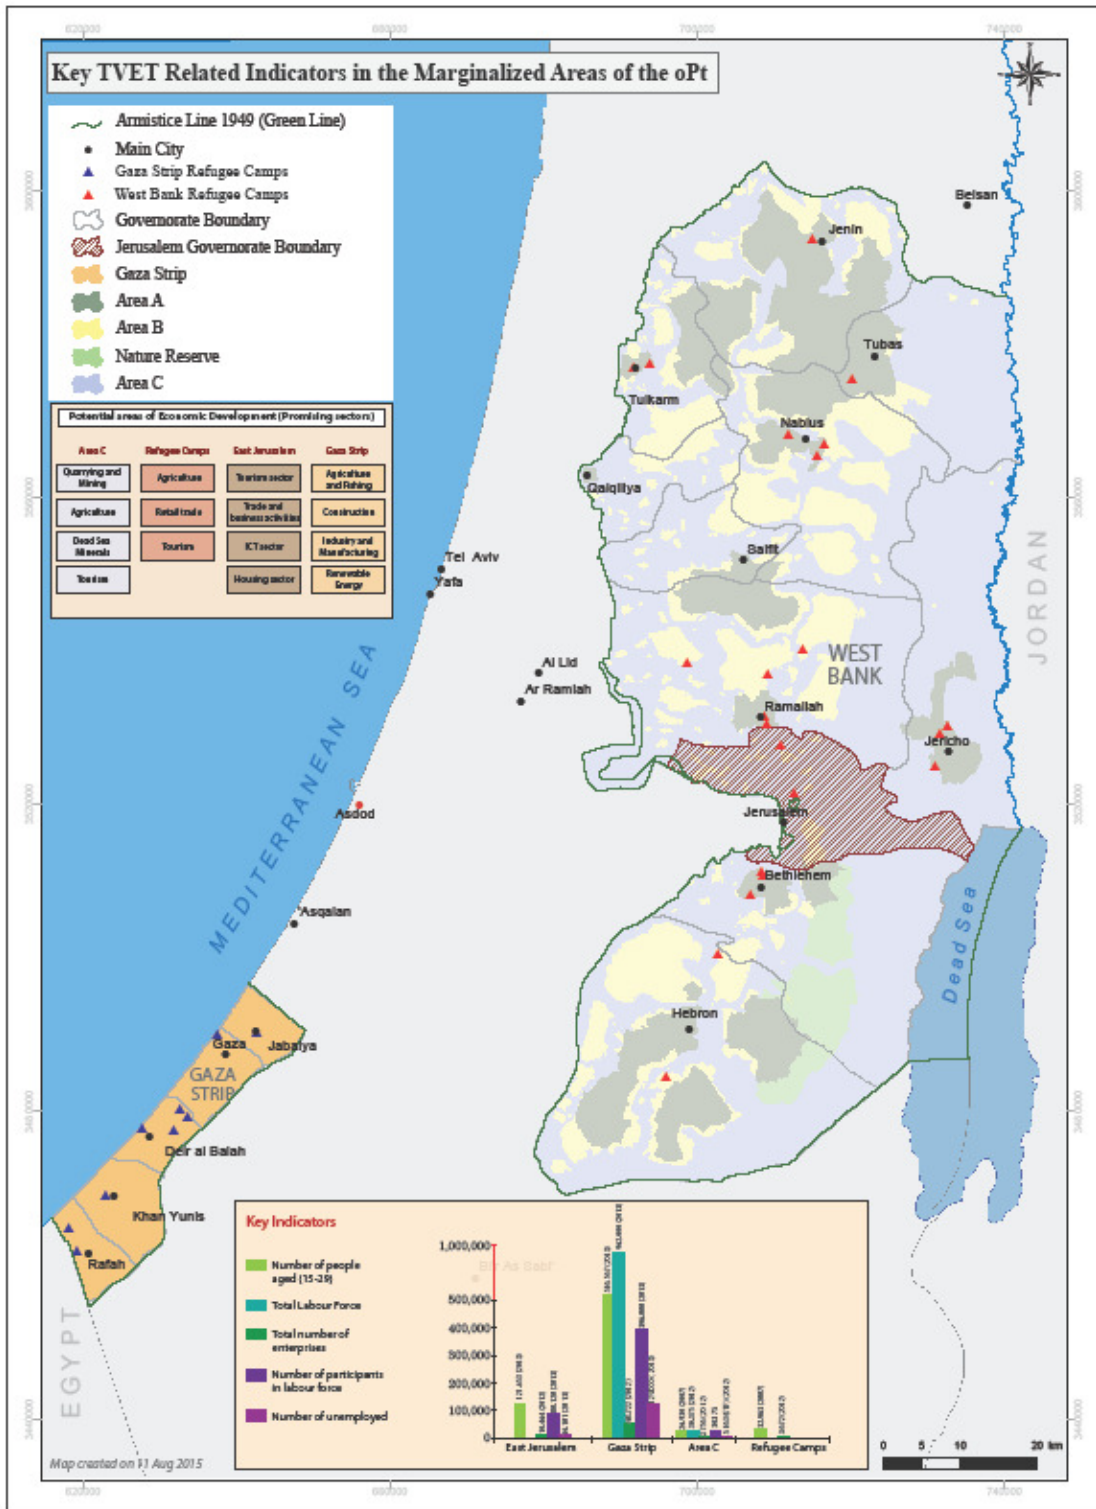 620000
660000
700000
740000
Key TVET Related Indicators in the Marginalized Areas of the oPt
Armistice Line 1949 (Green Line)
Main City
Gaza Strip Refugee Camps
West Bank Refugee Camps
Governorate Boundary
Jerusalem Governorate Boundary
Gaza Strip
Area A
Area B
Nature Reserve
Area C
Potential areas of Economic Development (Promising sectors)
Area C
Refugee Camps
East Jerusalem
Gaza Strip
Quarrying and
Mining
Agriculture
Tourism sector
Agriculture
and Fishing
Agriculture
Retail trade
Trade and
business activities
Construction
Dead Sea
Minerals
Tourism
ICT sector
Industry and
Manufacturing
Tourism
Housing sector
Renewable
Energy
Beisan
Jenin
Tubas
Tulkarm
Nablus
Qalqiliya
Salfit
Tel Aviv
Yafa
Al Lid
Ar Ramlah
WEST
BANK
JORDAN
Ramallah
Jericho
MEDITERRANEAN SEA
Asdod
Jerusalem
Bethlehem
'Asqalan
Dead Sea
Hebron
Gaza
Jabalya
GAZA
STRIP
Deir al Balah
Khan Yunis
Rafah
EGYPT
Key Indicators
Number of people
aged (15-29)
Total Labour Force
Total number of
enterprises
Number of participants
in labour force
Number of unemployed
1,000,000
500,000
400,000
300,000
200,000
100,000
0
East Jerusalem
Gaza Strip
Area C
Refugee Camps
0
5
10
20 km
Map created on 11 Aug 2015
620000
660000
700000
740000